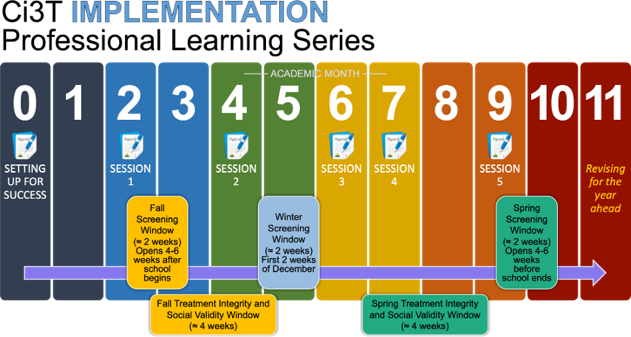 Ci3T IMPLEMENTATION
Professional Learning Series
ACADEMIC MONTH
0 1 2 3 4 5 6 7 8 9 10 11
SETTING
UP FOR
SUCCESS
SESSION
1
SESSION
2
SESSION
3
SESSION
4
SESSION
5
Revising
for the
year
ahead
Fall
Screening
Window
(≈ 2 weeks)
Opens 4-6
weeks after
school
begins
Winter
Screening
Window
(≈ 2 weeks)
First 2 weeks
of December
Spring
Screening
Window
(≈ 2 weeks)
Opens 4-6
weeks
before
school ends
Fall Treatment Integrity and
Social Validity Window
(≈ 4 weeks)
Spring Treatment Integrity
and Social Validity Window
(≈ 4 weeks)